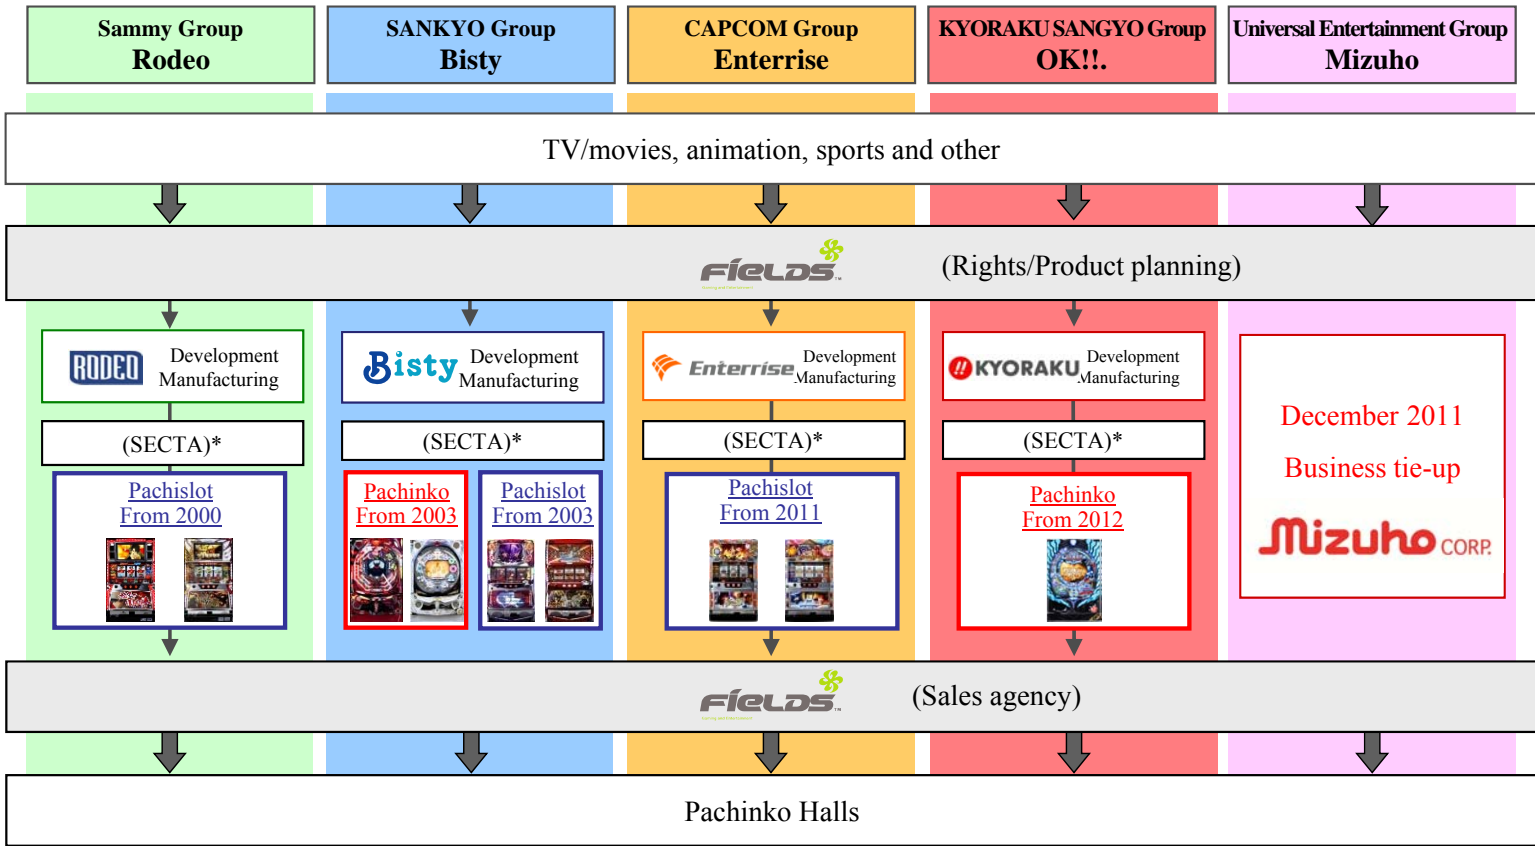 Sammy Group
Rodeo
SANKYO Group
Bisty
CAPCOM Group
Enterrise
KYORAKU SANGYO Group
OK!!.
Universal Entertainment Group
Mizuho
TV/movies, animation, sports and other
FIELDS TM
(Rights/Product planning)
RODEO
Development
Manufacturing
Bisty
Development
Manufacturing
Enterrise
Development
Manufacturing
!! KYORAKU
Development
Manufacturing
(SECTA)*
(SECTA)*
(SECTA)*
(SECTA)*
Pachislot
From 2000
Pachinko
From 2003
Pachislot
From 2003
Pachislot
From 2011
Pachinko
From 2012
December 2011
Business tie-up
Mizuho CORP.
FIELDS TM
(Sales agency)
Pachinko Halls